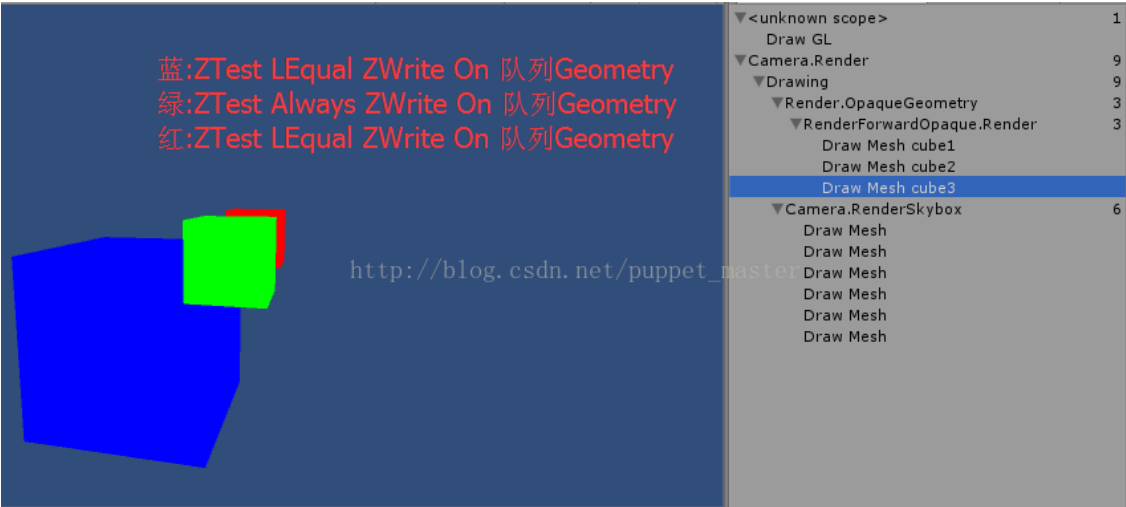 蓝:ZTest LEqual ZWrite On 队列Geometry
绿:ZTest Always ZWrite On 队列Geometry
红:ZTest LEqual ZWrite On 队列Geometry
http://blog.csdn.net/puppet_master
<unknown scope> 1
Draw GL
Camera.Render 9
Drawing 9
Render.OpaqueGeometry 3
RenderForwardOpaque.Render 3
Draw Mesh cube1
Draw Mesh cube2
Draw Mesh cube3
Camera.RenderSkybox 6
Draw Mesh
Draw Mesh
Draw Mesh
Draw Mesh
Draw Mesh
Draw Mesh